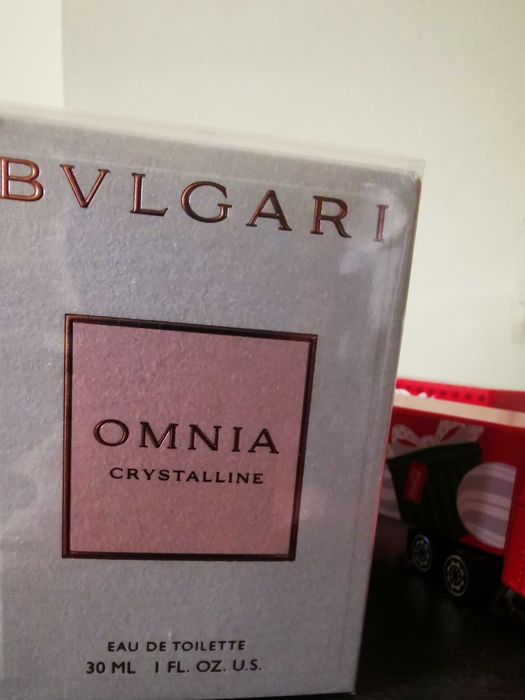 BVLGARI
OMNIA
CRYSTALLINE
EAU DE TOILETTE
30 ML 1 FL. OZ. U.S.